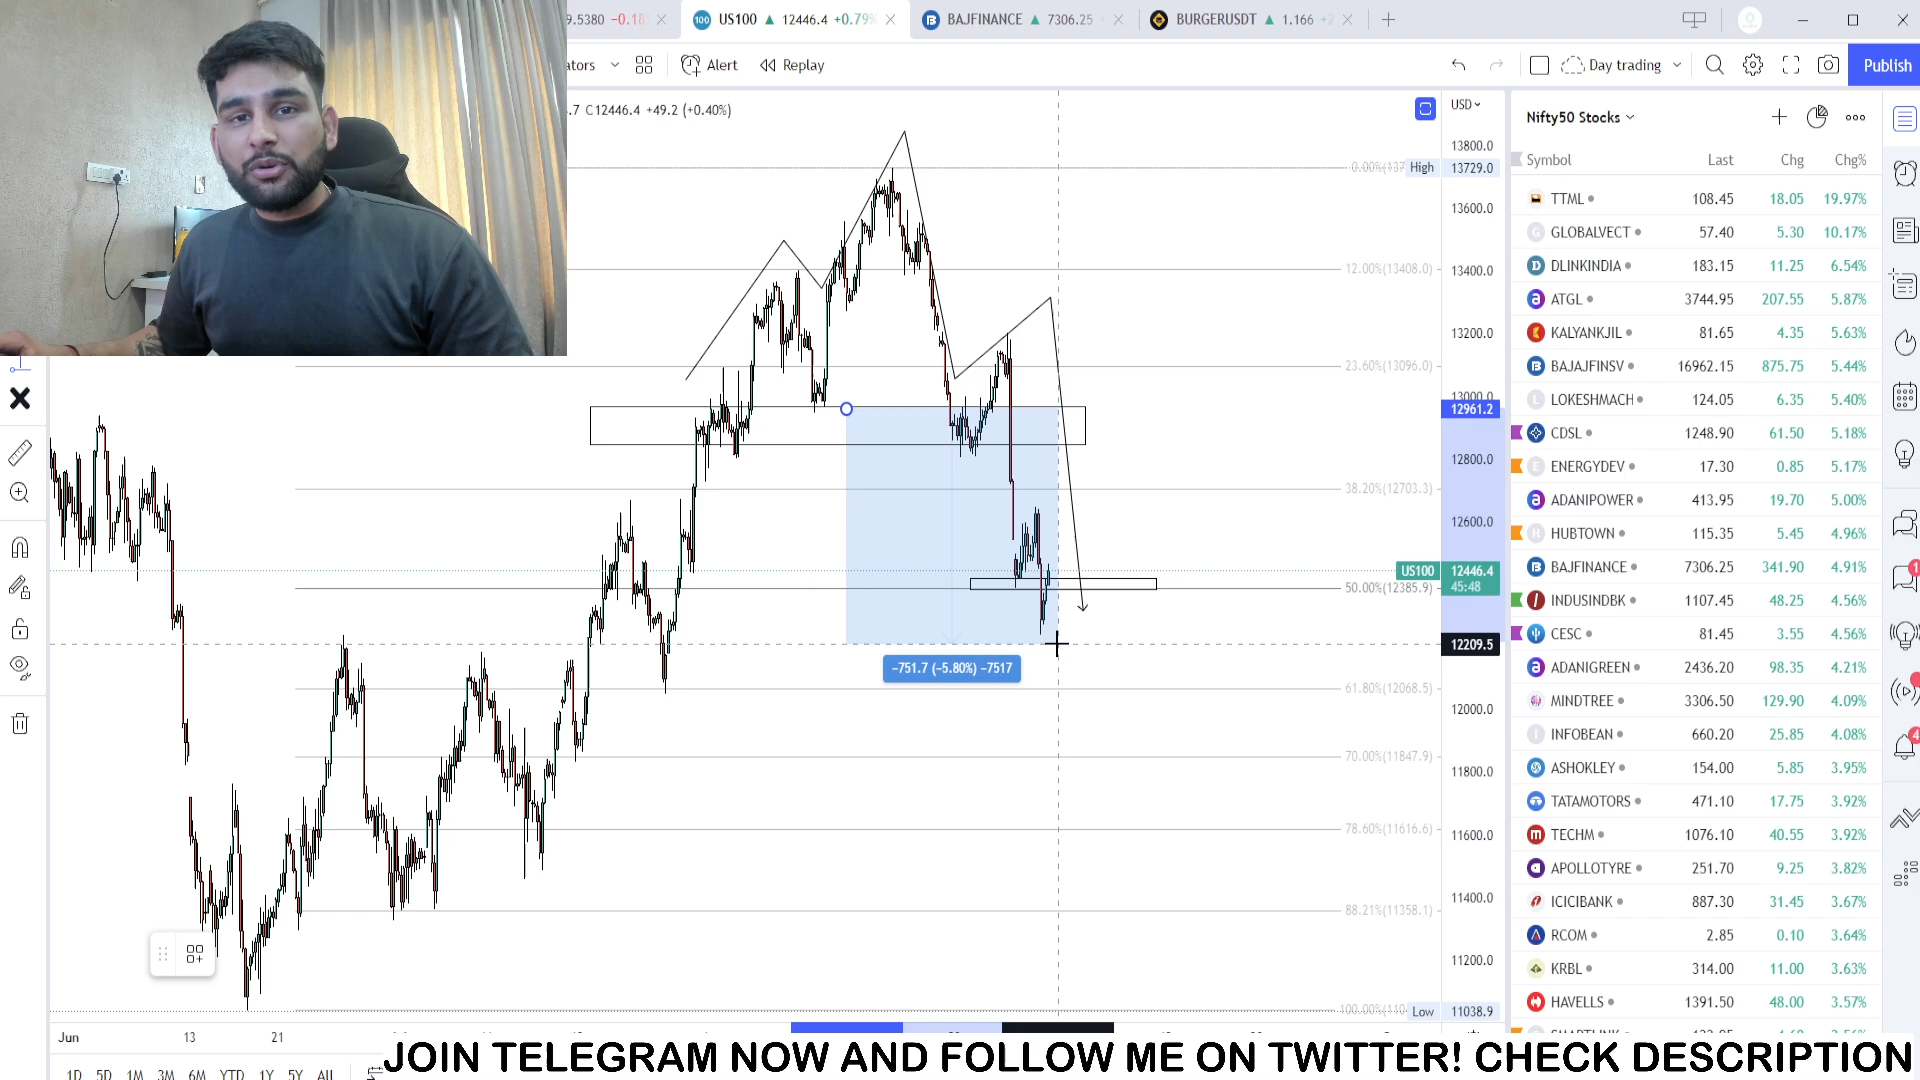 .5380 −0.18
100 US100 ▲ 12446.4 +0.79%
BAJFINANCE ▲ 7306.25
BURGERUSDT ▲ 1.166
ators
Alert
Replay
Day trading
Publish
.7 C12446.4 +49.2 (+0.40%)
USD
13800.0
0.00%(137
High 13729.0
13600.0
12.00%(13408.0)
13400.0
13200.0
23.60%(13096.0)
13000.0
12961.2
12800.0
38.20%(12703.3)
12600.0
US100 12446.4
45:48
50.00%(12385.9)
12209.5
−751.7 (−5.80%) −7517
61.80%(12068.5)
12000.0
70.00%(11847.9)
11800.0
78.60%(11616.6)
11600.0
88.21%(11358.1)
11400.0
11200.0
100.00%(110
Low 11038.9
Jun 13 21
1D 5D 1M 3M 6M YTD 1Y 5Y All
Nifty50 Stocks
Symbol Last Chg Chg%
TTML 108.45 18.05 19.97%
GLOBALVECT 57.40 5.30 10.17%
DLINKINDIA 183.15 11.25 6.54%
ATGL 3744.95 207.55 5.87%
KALYANKJIL 81.65 4.35 5.63%
BAJAJFINSV 16962.15 875.75 5.44%
LOKESHMACH 124.05 6.35 5.40%
CDSL 1248.90 61.50 5.18%
ENERGYDEV 17.30 0.85 5.17%
ADANIPOWER 413.95 19.70 5.00%
HUBTOWN 115.35 5.45 4.96%
BAJFINANCE 7306.25 341.90 4.91%
INDUSINDBK 1107.45 48.25 4.56%
CESC 81.45 3.55 4.56%
ADANIGREEN 2436.20 98.35 4.21%
MINDTREE 3306.50 129.90 4.09%
INFOBEAN 660.20 25.85 4.08%
ASHOKLEY 154.00 5.85 3.95%
TATAMOTORS 471.10 17.75 3.92%
TECHM 1076.10 40.55 3.92%
APOLLOTYRE 251.70 9.25 3.82%
ICICIBANK 887.30 31.45 3.67%
RCOM 2.85 0.10 3.64%
KRBL 314.00 11.00 3.63%
HAVELLS 1391.50 48.00 3.57%
JOIN TELEGRAM NOW AND FOLLOW ME ON TWITTER! CHECK DESCRIPTION